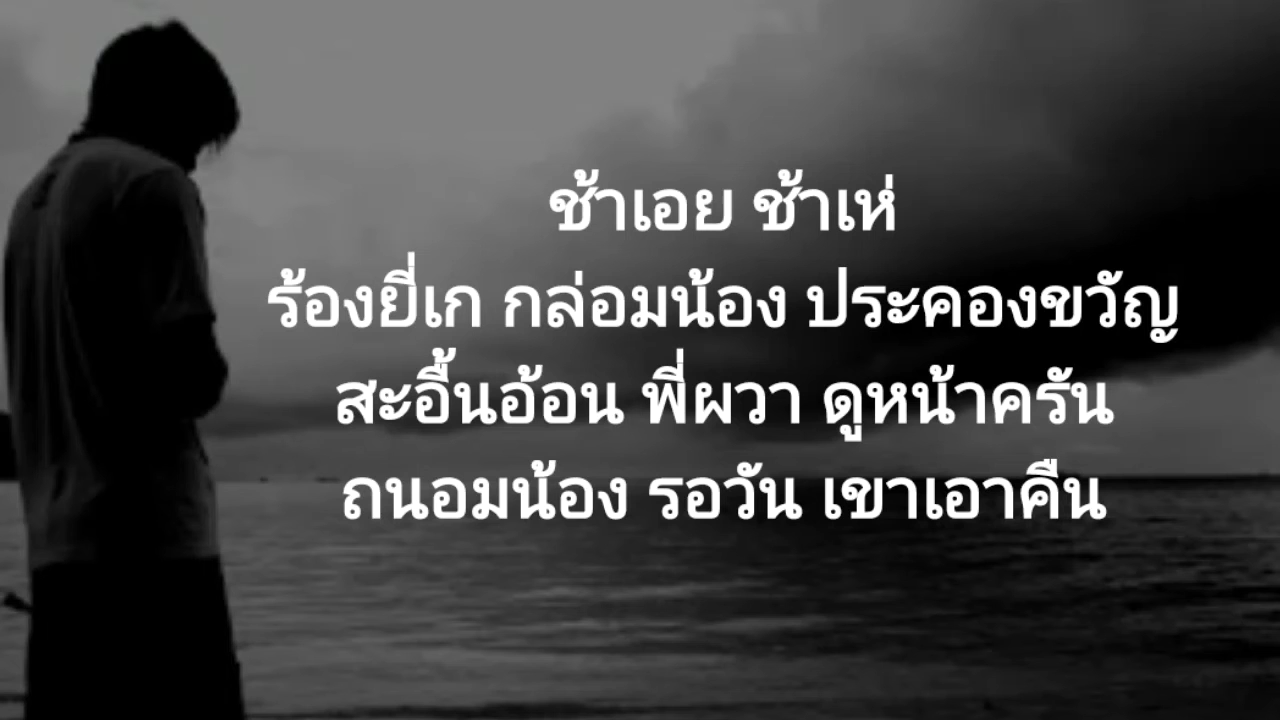 ช้าเอย ช้าเห่
ร้องยี่เก กล่อมน้อง ประคองขวัญ
สะอื้นอ้อน พี่ผวา ดูหน้าครัน
ถนอมน้อง รอวัน เขาเอาคืน